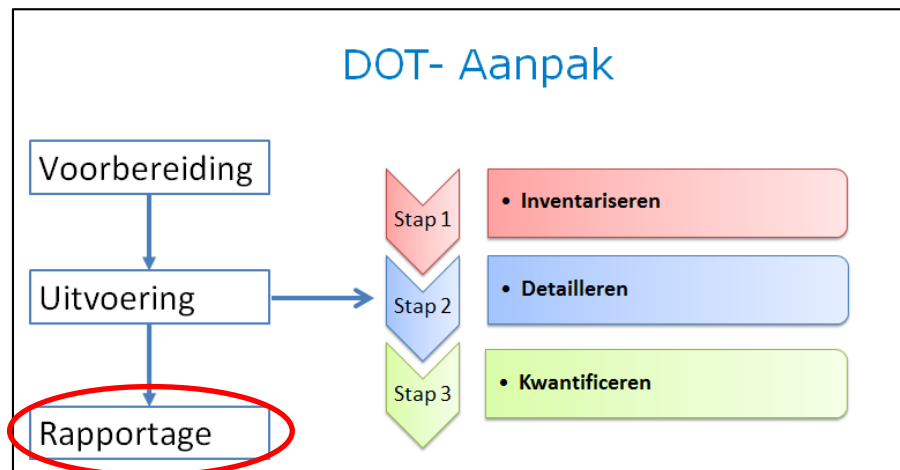 DOT- Aanpak
Voorbereiding
Uitvoering
Rapportage
Stap 1
• Inventariseren
Stap 2
• Detailleren
Stap 3
• Kwantificeren